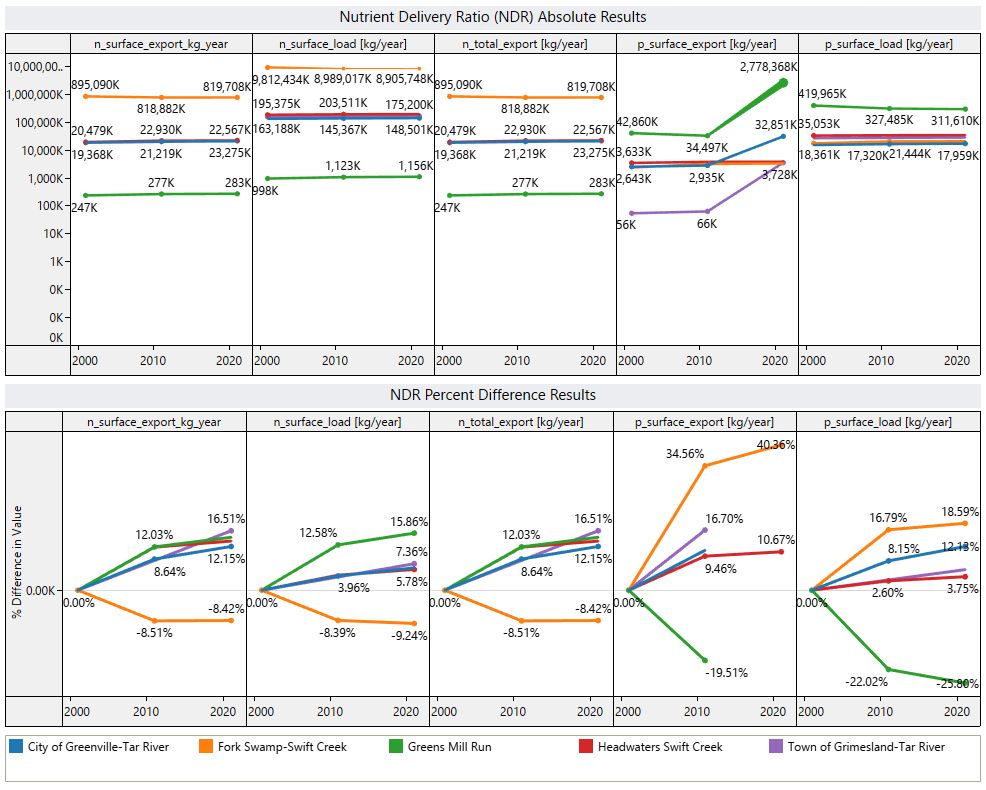 Nutrient Delivery Ratio (NDR) Absolute Results
n_surface_export_kg_year n_surface_load [kg/year] n_total_export [kg/year] p_surface_export [kg/year] p_surface_load [kg/year]
10,000,00..
1,000,000K
100,000K
10,000K
1,000K
100K
10K
1K
0K
0K
0K
895,090K 818,882K 819,708K
20,479K 22,930K 22,567K
19,368K 21,219K 23,275K
247K 277K 283K
9,812,434K 8,989,017K 8,905,748K
195,375K 203,511K 175,200K
163,188K 145,367K 148,501K
998K 1,123K 1,156K
895,090K 818,882K 819,708K
20,479K 22,930K 22,567K
19,368K 21,219K 23,275K
247K 277K 283K
2,778,368K
42,860K 34,497K 32,851K
3,633K
2,643K 2,935K 3,728K
56K 66K
419,965K 327,485K 311,610K
35,053K
18,361K 17,320K 21,444K 17,959K
2000 2010 2020 2000 2010 2020 2000 2010 2020 2000 2010 2020 2000 2010 2020
NDR Percent Difference Results
n_surface_export_kg_year n_surface_load [kg/year] n_total_export [kg/year] p_surface_export [kg/year] p_surface_load [kg/year]
% Difference in Value
0.00K
16.51%
12.03%
12.15%
8.64%
0.00%
-8.42%
-8.51%
15.86%
12.58%
7.36%
5.78%
3.96%
0.00%
-8.39%
-9.24%
16.51%
12.03%
12.15%
8.64%
0.00%
-8.42%
-8.51%
40.36%
34.56%
16.70%
10.67%
9.46%
0.00%
-19.51%
18.59%
16.79%
12.13%
8.15%
3.75%
2.60%
0.00%
-22.02%
-25.80%
2000 2010 2020 2000 2010 2020 2000 2010 2020 2000 2010 2020 2000 2010 2020
City of Greenville-Tar River Fork Swamp-Swift Creek Greens Mill Run Headwaters Swift Creek Town of Grimesland-Tar River